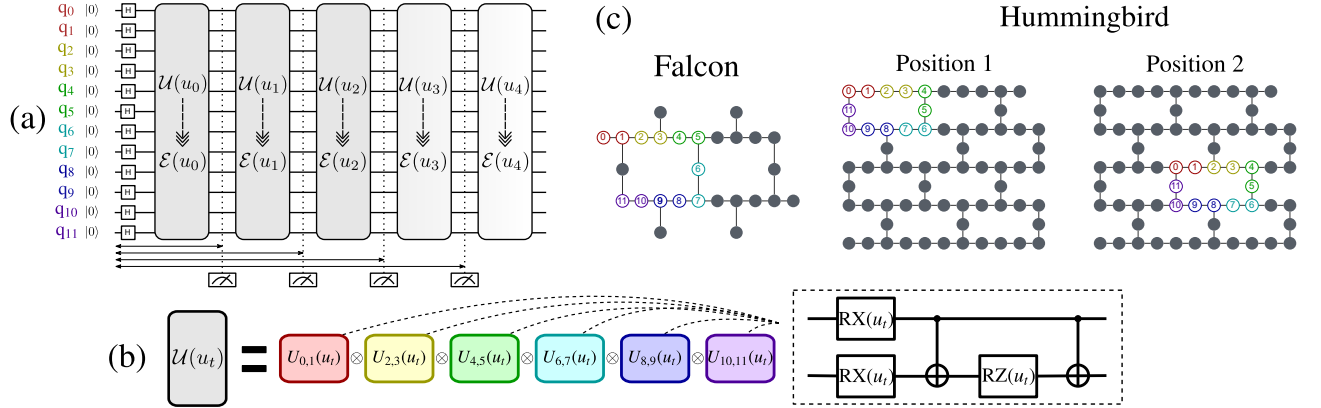 (a)
q0 |0⟩ H
q1 |0⟩ H
q2 |0⟩ H
q3 |0⟩ H
q4 |0⟩ H
q5 |0⟩ H
q6 |0⟩ H
q7 |0⟩ H
q8 |0⟩ H
q9 |0⟩ H
q10 |0⟩ H
q11 |0⟩ H
𝒰(u0) 𝒰(u1) 𝒰(u2) 𝒰(u3) 𝒰(u4)
ℰ(u0) ℰ(u1) ℰ(u2) ℰ(u3) ℰ(u4)
(b)
𝒰(ut) = U0,1(ut) ⊗ U2,3(ut) ⊗ U4,5(ut) ⊗ U6,7(ut) ⊗ U8,9(ut) ⊗ U10,11(ut)
RX(ut)
RX(ut) RZ(ut)
(c)
Falcon
0 1 2 3 4 5
6
11 10 9 8 7
Hummingbird
Position 1
0 1 2 3 4
11 5
10 9 8 7 6
Position 2
0 1 2 3 4
11 5
10 9 8 7 6